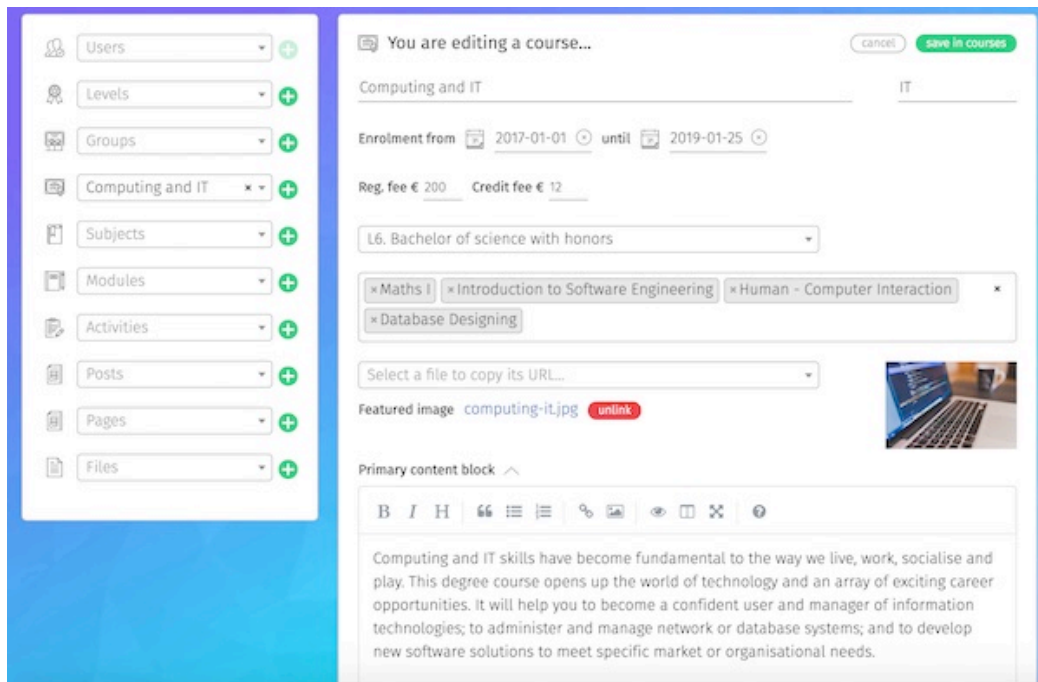 Users
Levels
Groups
Computing and IT
Subjects
Modules
Activities
Posts
Pages
Files
You are editing a course...
cancel
save in courses
Computing and IT
IT
Enrolment from 2017-01-01 until 2019-01-25
Reg. fee € 200 Credit fee € 12
L6. Bachelor of science with honors
×Maths I ×Introduction to Software Engineering ×Human - Computer Interaction ×
×Database Designing
Select a file to copy its URL...
Featured image computing-it.jpg unlink
Primary content block
B I H
Computing and IT skills have become fundamental to the way we live, work, socialise and
play. This degree course opens up the world of technology and an array of exciting career
opportunities. It will help you to become a confident user and manager of information
technologies; to administer and manage network or database systems; and to develop
new software solutions to meet specific market or organisational needs.